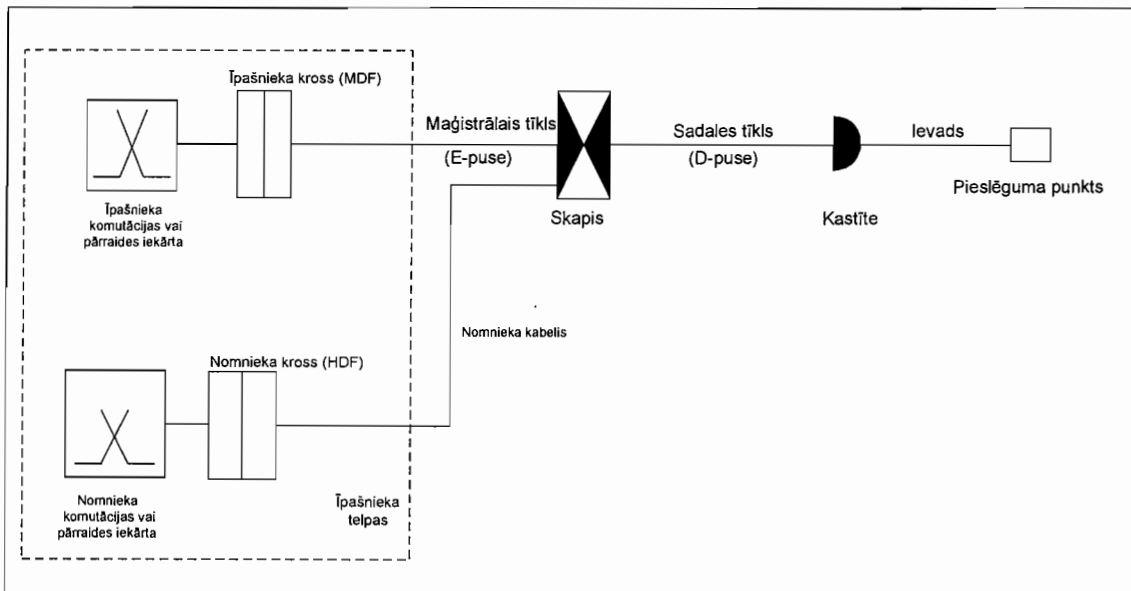 Īpašnieka kross (MDF)
Īpašnieka
komutācijas vai
pārraides iekārta
Maģistrālais tīkls
(E-puse)
Skapis
Sadales tīkls
(D-puse)
Kastīte
Ievads
Pieslēguma punkts
Nomnieka kabelis
Nomnieka kross (HDF)
Nomnieka
komutācijas vai
pārraides iekārta
Īpašnieka
telpas